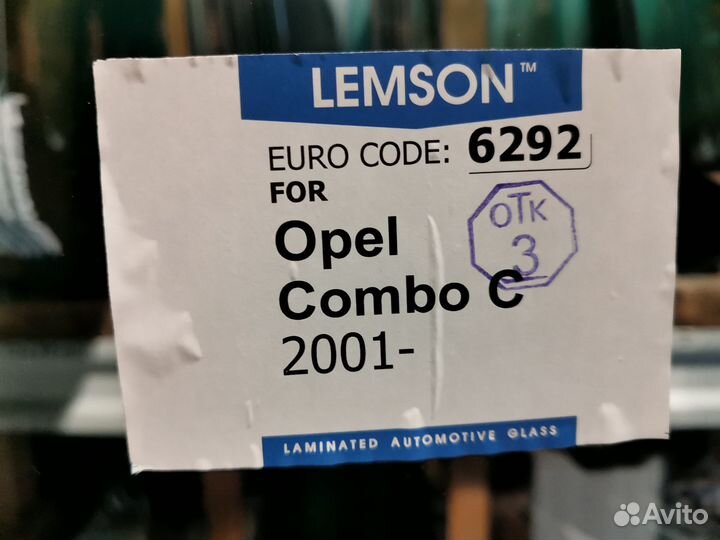 LEMSON™
EURO CODE: 6292
FOR
ОТК
3
Opel
Combo C
2001-
LAMINATED AUTOMOTIVE GLASS
Avito